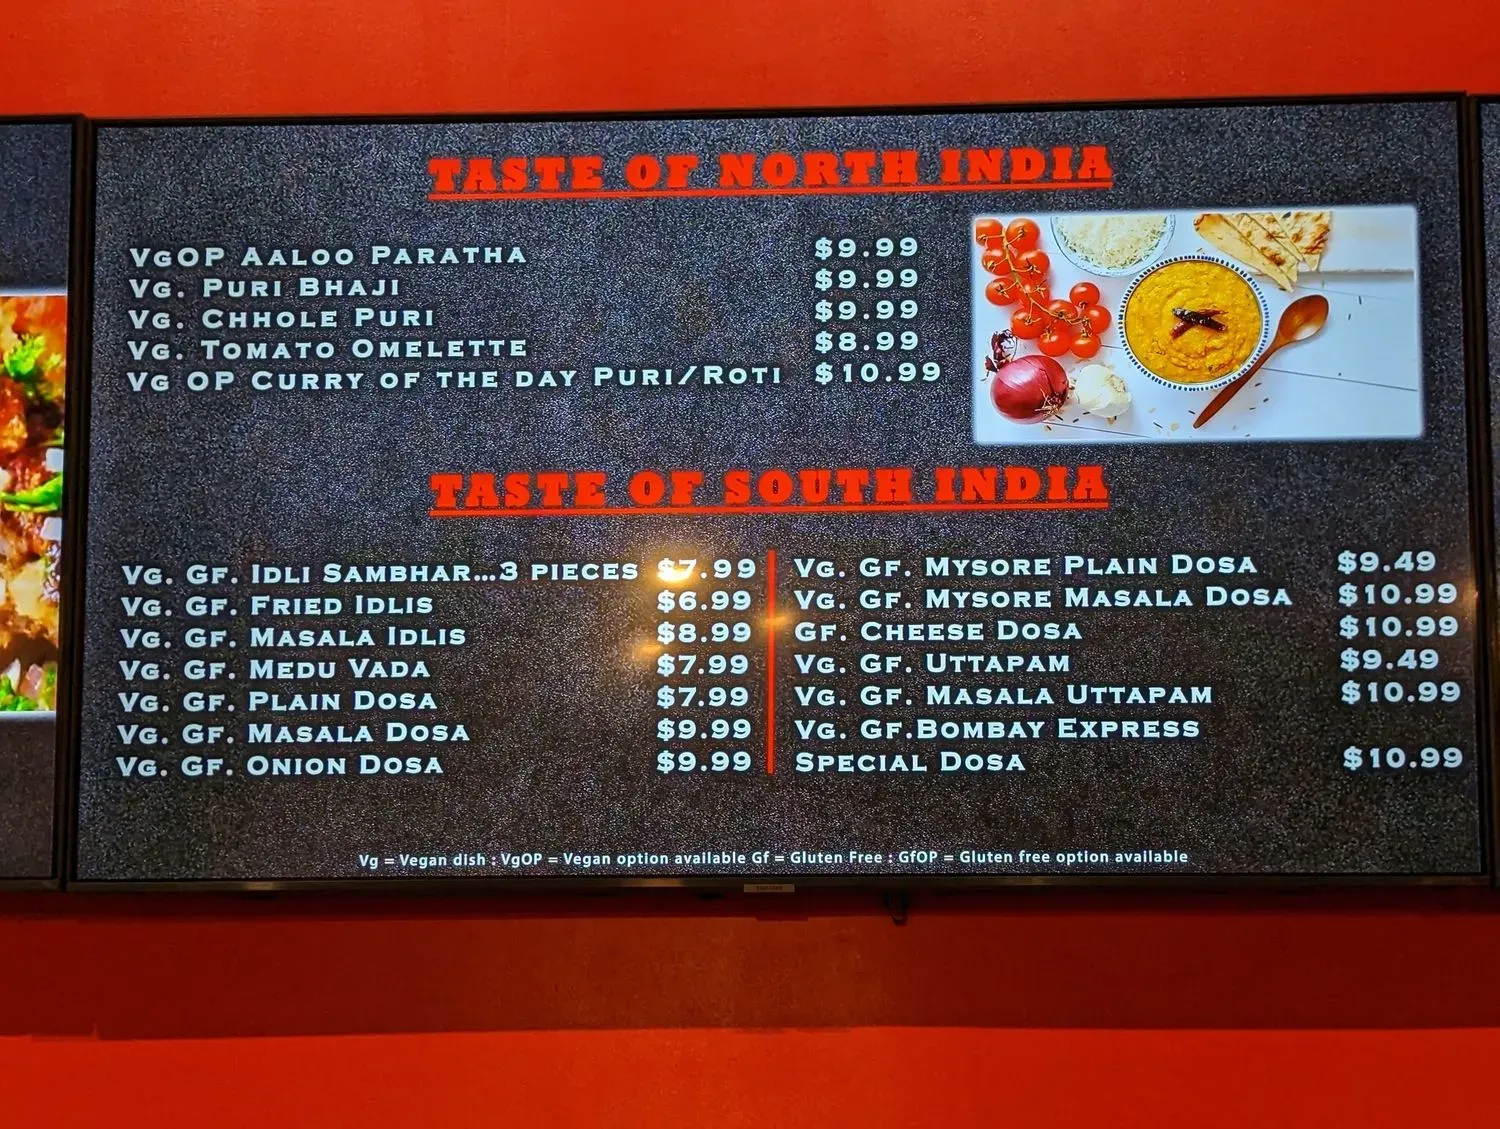 TASTE OF NORTH INDIA
VgOP Aaloo Paratha $9.99
Vg. Puri Bhaji $9.99
Vg. Chhole Puri $9.99
Vg. Tomato Omelette $8.99
Vg OP Curry of the day Puri/Roti $10.99
TASTE OF SOUTH INDIA
Vg. Gf. Idli Sambhar...3 pieces $7.99
Vg. Gf. Fried Idlis $6.99
Vg. Gf. Masala Idlis $8.99
Vg. Gf. Medu Vada $7.99
Vg. Gf. Plain Dosa $7.99
Vg. Gf. Masala Dosa $9.99
Vg. Gf. Onion Dosa $9.99
Vg. Gf. Mysore Plain Dosa $9.49
Vg. Gf. Mysore Masala Dosa $10.99
Gf. Cheese Dosa $10.99
Vg. Gf. Uttapam $9.49
Vg. Gf. Masala Uttapam $10.99
Vg. Gf.Bombay Express
Special Dosa $10.99
Vg = Vegan dish : VgOP = Vegan option available Gf = Gluten Free : GfOP = Gluten free option available